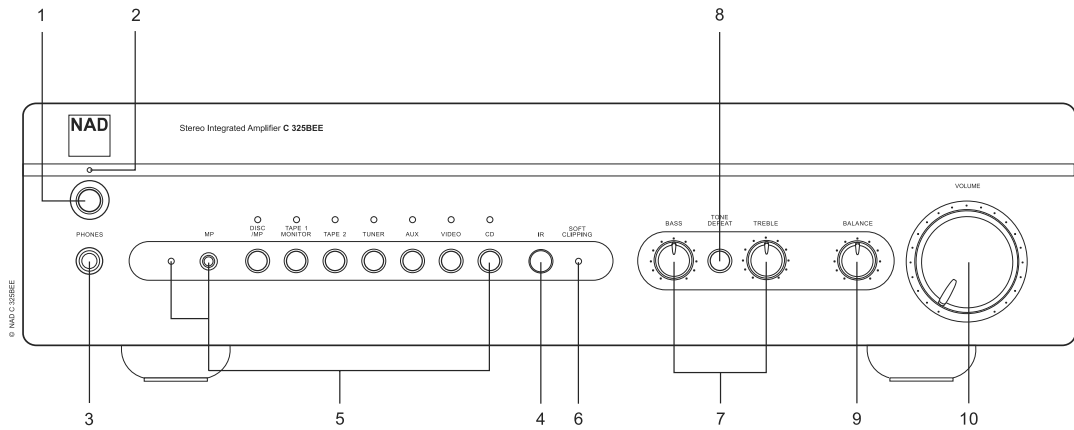 1 2 8
NAD
Stereo Integrated Amplifier C 325BEE
VOLUME
PHONES
MP
DISC
/MP
TAPE 1
MONITOR
TAPE 2
TUNER
AUX
VIDEO
CD
IR
SOFT
CLIPPING
BASS
TONE
DEFEAT
TREBLE
BALANCE
© NAD C 325BEE
3 5 4 6 7 9 10